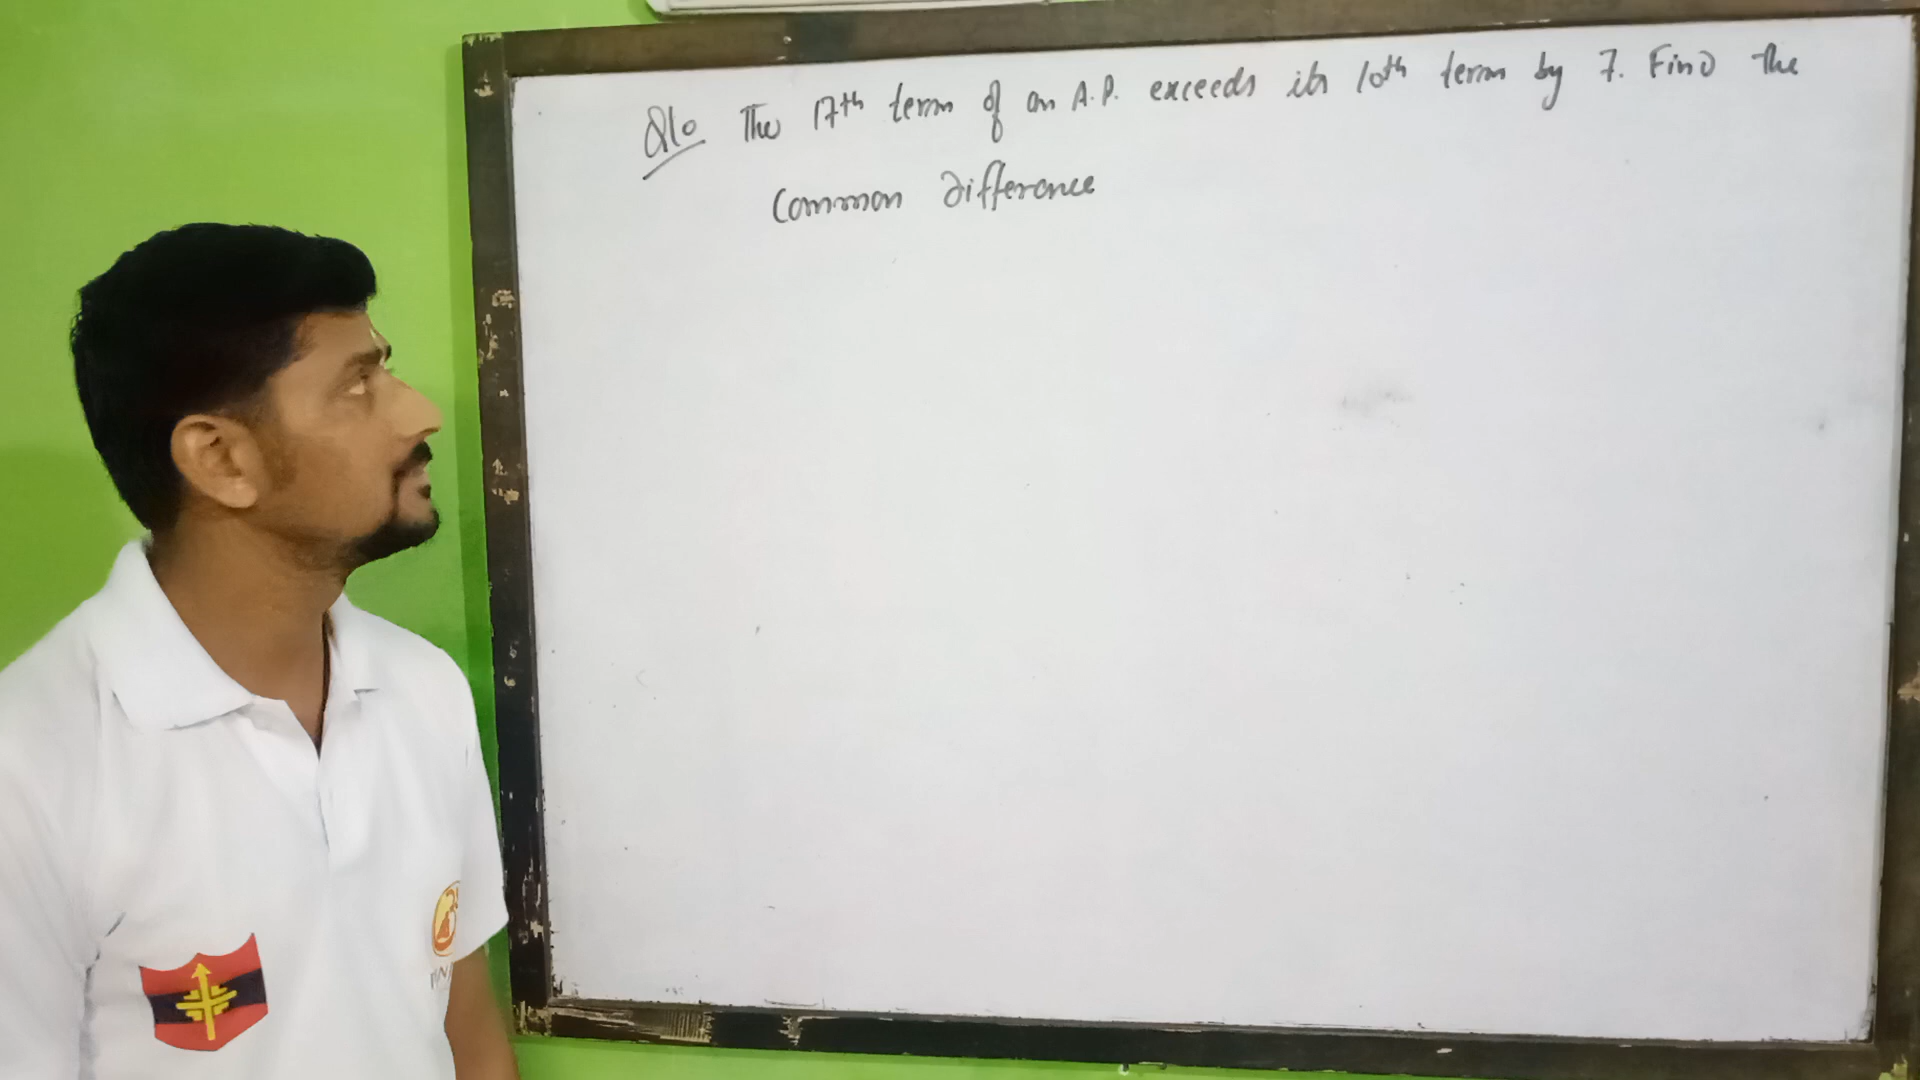 Q10 The 17th term of an A.P. exceeds its 10th term by 7. Find the
Common difference